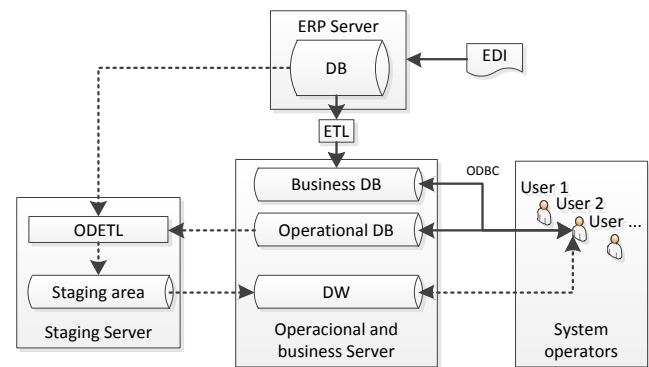 ERP Server
DB
EDI
ETL
ODBC
Business DB
Operational DB
DW
Operacional and
business Server
ODETL
Staging area
Staging Server
User 1
User 2
User ...
System
operators